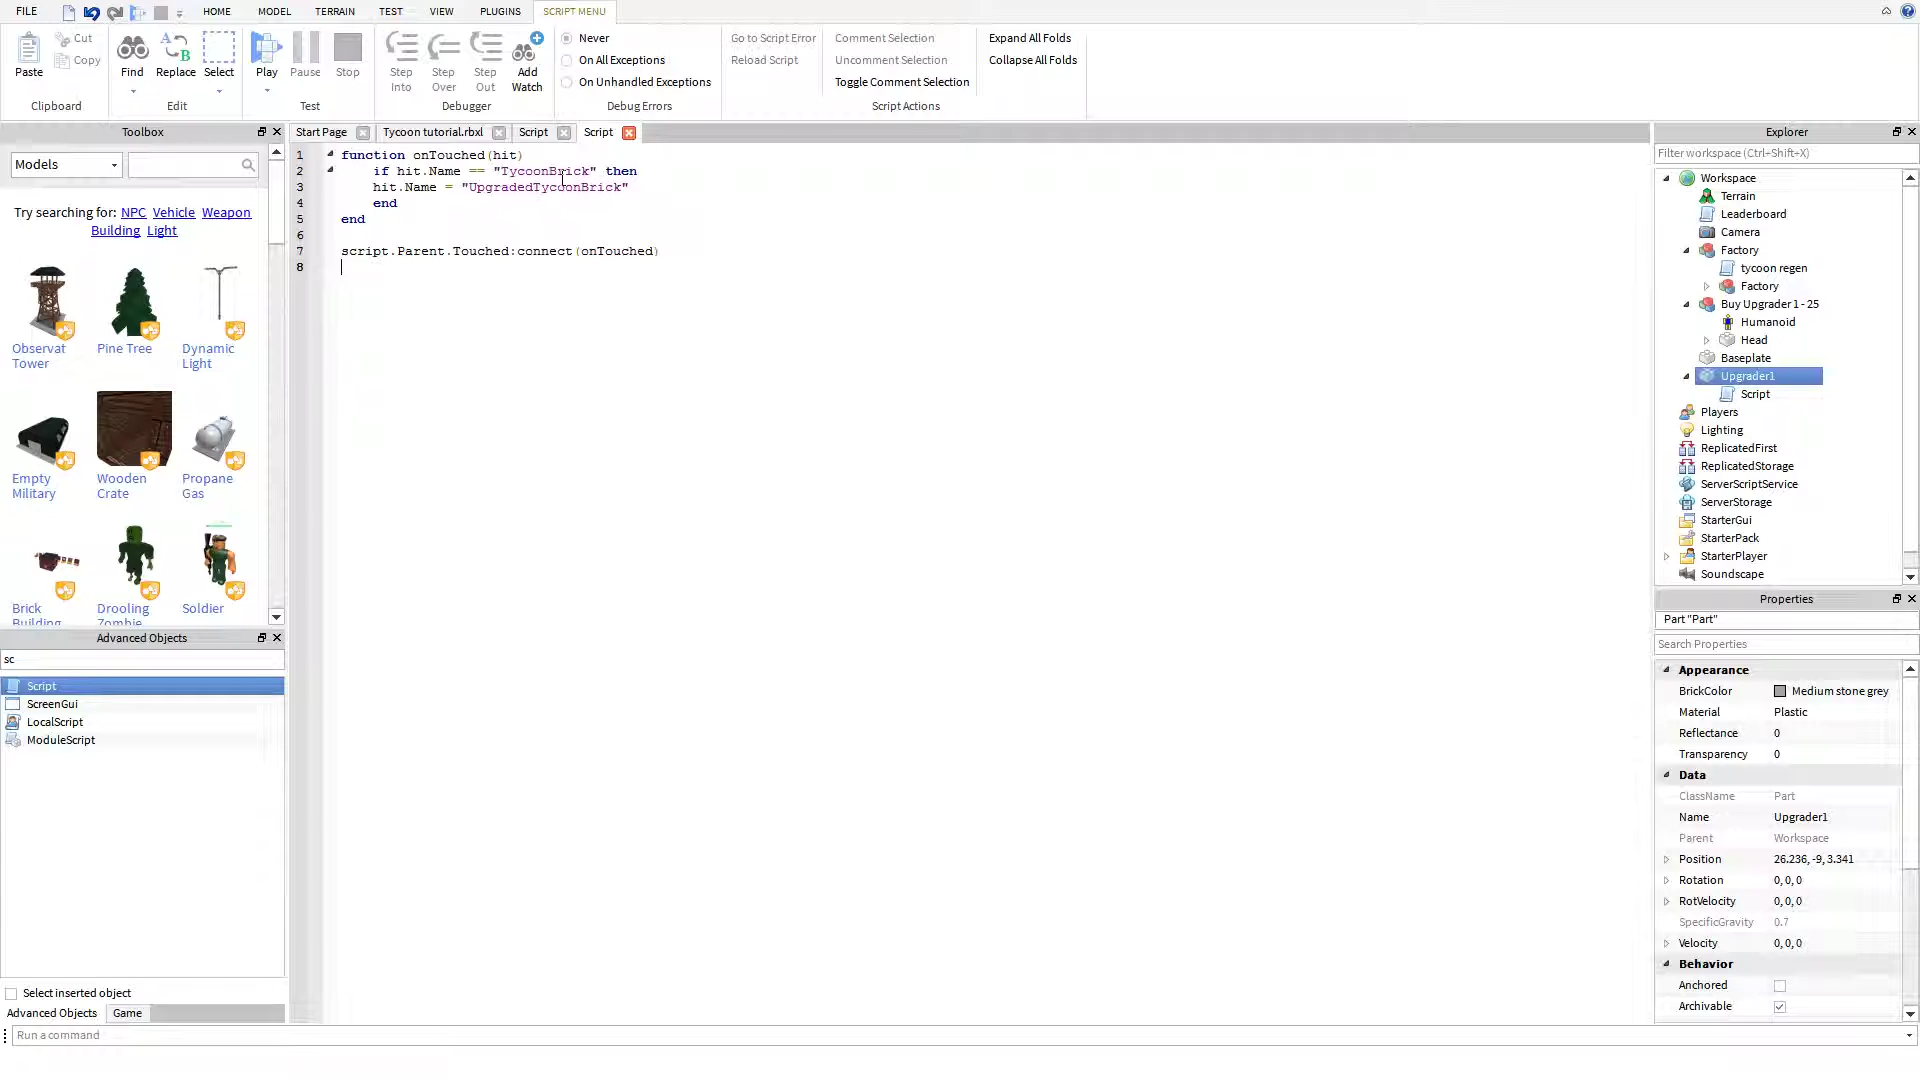 FILE
HOME
MODEL
TERRAIN
TEST
VIEW
PLUGINS
SCRIPT MENU
Paste
Cut
Copy
Clipboard
Find
Replace
Select
Edit
Play
Pause
Stop
Test
Step Into
Step Over
Step Out
Add Watch
Debugger
Never
On All Exceptions
On Unhandled Exceptions
Debug Errors
Go to Script Error
Reload Script
Comment Selection
Uncomment Selection
Toggle Comment Selection
Script Actions
Expand All Folds
Collapse All Folds
Toolbox
Models
Try searching for: NPC Vehicle Weapon
Building Light
Observat
Tower
Pine Tree
Dynamic
Light
Empty
Military
Wooden
Crate
Propane
Gas
Brick
Building
Drooling
Zombie
Soldier
Advanced Objects
sc
Script
ScreenGui
LocalScript
ModuleScript
Select inserted object
Advanced Objects
Game
Run a command
Start Page
Tycoon tutorial.rbxl
Script
Script
1 function onTouched(hit)
2 if hit.Name == "TycoonBrick" then
3 hit.Name = "UpgradedTycoonBrick"
4 end
5 end
6
7 script.Parent.Touched:connect(onTouched)
8
Explorer
Filter workspace (Ctrl+Shift+X)
Workspace
Terrain
Leaderboard
Camera
Factory
tycoon regen
Factory
Buy Upgrader 1 - 25
Humanoid
Head
Baseplate
Upgrader1
Script
Players
Lighting
ReplicatedFirst
ReplicatedStorage
ServerScriptService
ServerStorage
StarterGui
StarterPack
StarterPlayer
Soundscape
Properties
Part "Part"
Search Properties
Appearance
BrickColor Medium stone grey
Material Plastic
Reflectance 0
Transparency 0
Data
ClassName Part
Name Upgrader1
Parent Workspace
Position 26.236, -9, 3.341
Rotation 0, 0, 0
RotVelocity 0, 0, 0
SpecificGravity 0.7
Velocity 0, 0, 0
Behavior
Anchored
Archivable